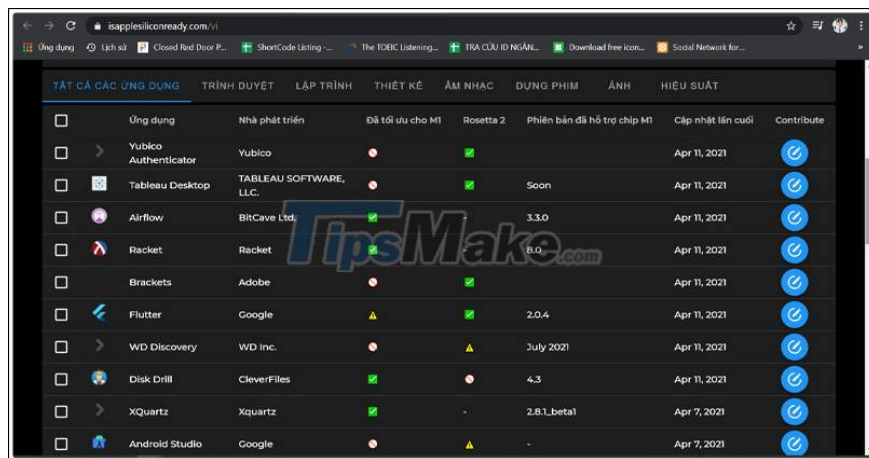 isapplesiliconready.com/vi
Ứng dụng Lịch sử Closed Red Door P... ShortCode Listing -... The TOEIC Listening... TRA CỨU ID NGÂN... Download free icon... Social Network for... »
TẤT CẢ CÁC ỨNG DỤNG TRÌNH DUYỆT LẬP TRÌNH THIẾT KẾ ÂM NHẠC DỰNG PHIM ẢNH HIỆU SUẤT
Ứng dụng Nhà phát triển Đã tối ưu cho M1 Rosetta 2 Phiên bản đã hỗ trợ chip M1 Cập nhật lần cuối Contribute
Yubico Authenticator Yubico Apr 11, 2021
Tableau Desktop TABLEAU SOFTWARE, LLC. Soon Apr 11, 2021
Airflow BitCave Ltd. - 3.3.0 Apr 11, 2021
Racket Racket - 8.0 Apr 11, 2021
TipsMake.com
Brackets Adobe Apr 11, 2021
Flutter Google 2.0.4 Apr 11, 2021
WD Discovery WD Inc. July 2021 Apr 11, 2021
Disk Drill CleverFiles 4.3 Apr 11, 2021
XQuartz Xquartz - 2.8.1_beta1 Apr 7, 2021
Android Studio Google - Apr 7, 2021